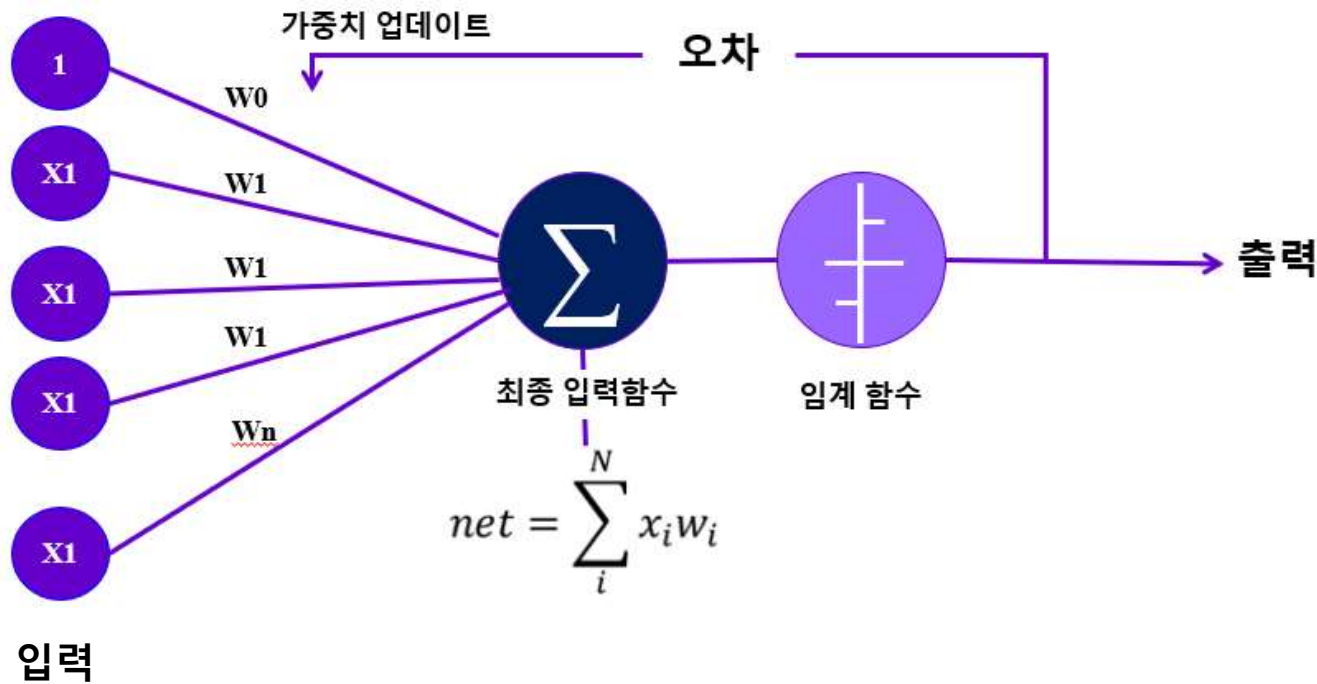 가중치 업데이트
오차
1
W0
X1
W1
X1
W1
X1
W1
X1
Wn
∑
출력
최종 입력함수
임계 함수
net = ∑_i^N x_i w_i
입력